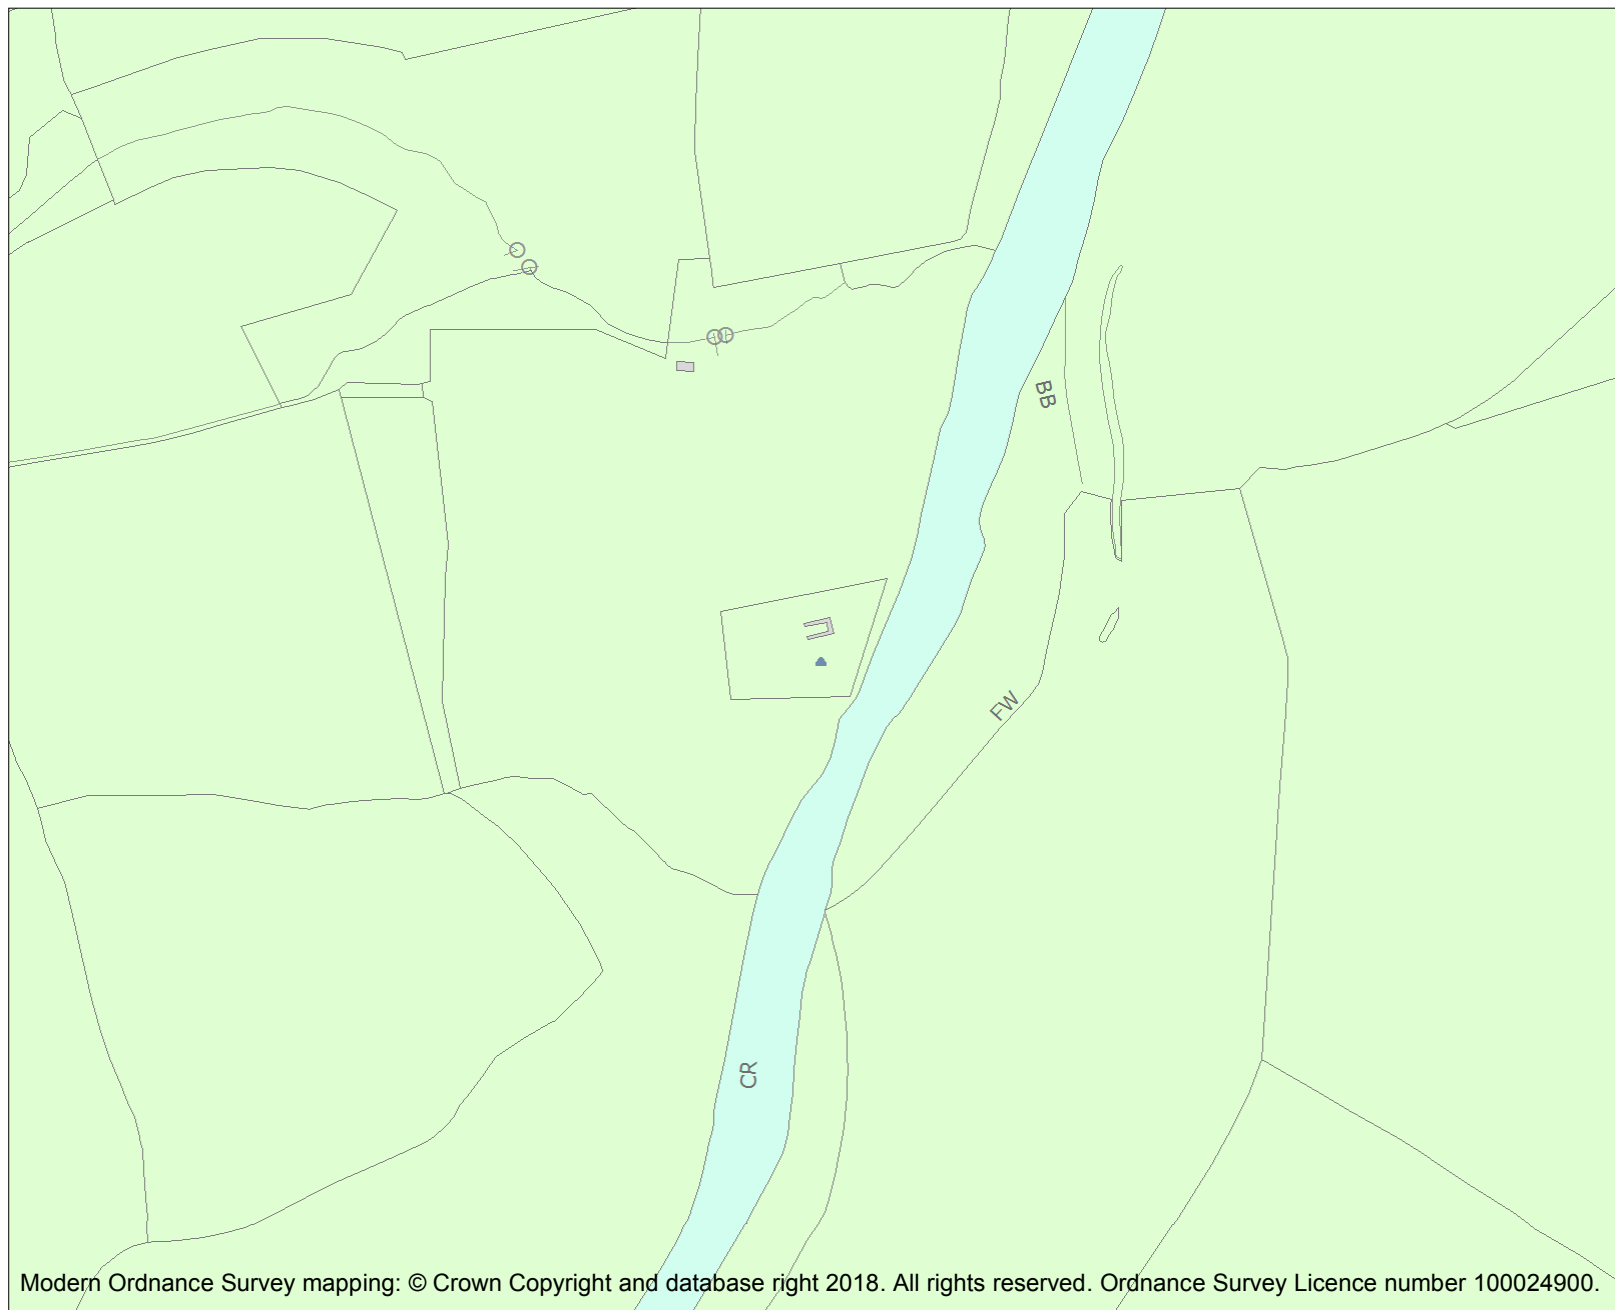 BB
FW
CR
Modern Ordnance Survey mapping: © Crown Copyright and database right 2018. All rights reserved. Ordnance Survey Licence number 100024900.